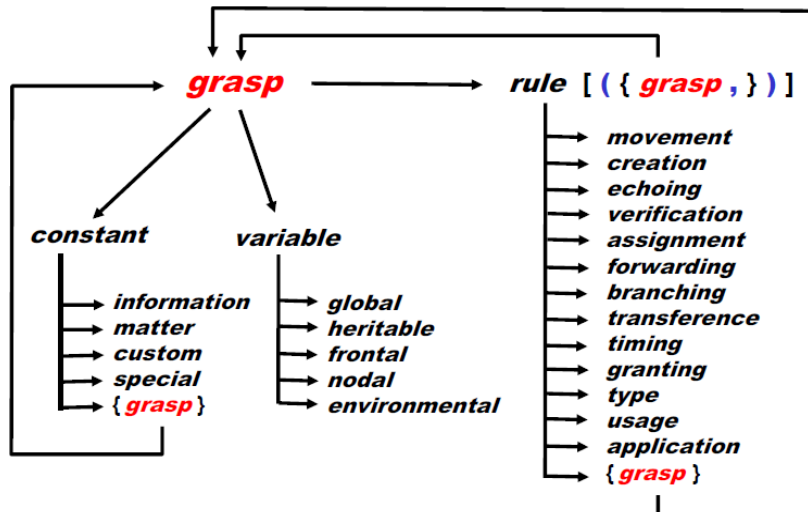 grasp
rule [ ( { grasp , } ) ]
constant
information
matter
custom
special
{ grasp }
variable
global
heritable
frontal
nodal
environmental
movement
creation
echoing
verification
assignment
forwarding
branching
transference
timing
granting
type
usage
application
{ grasp }